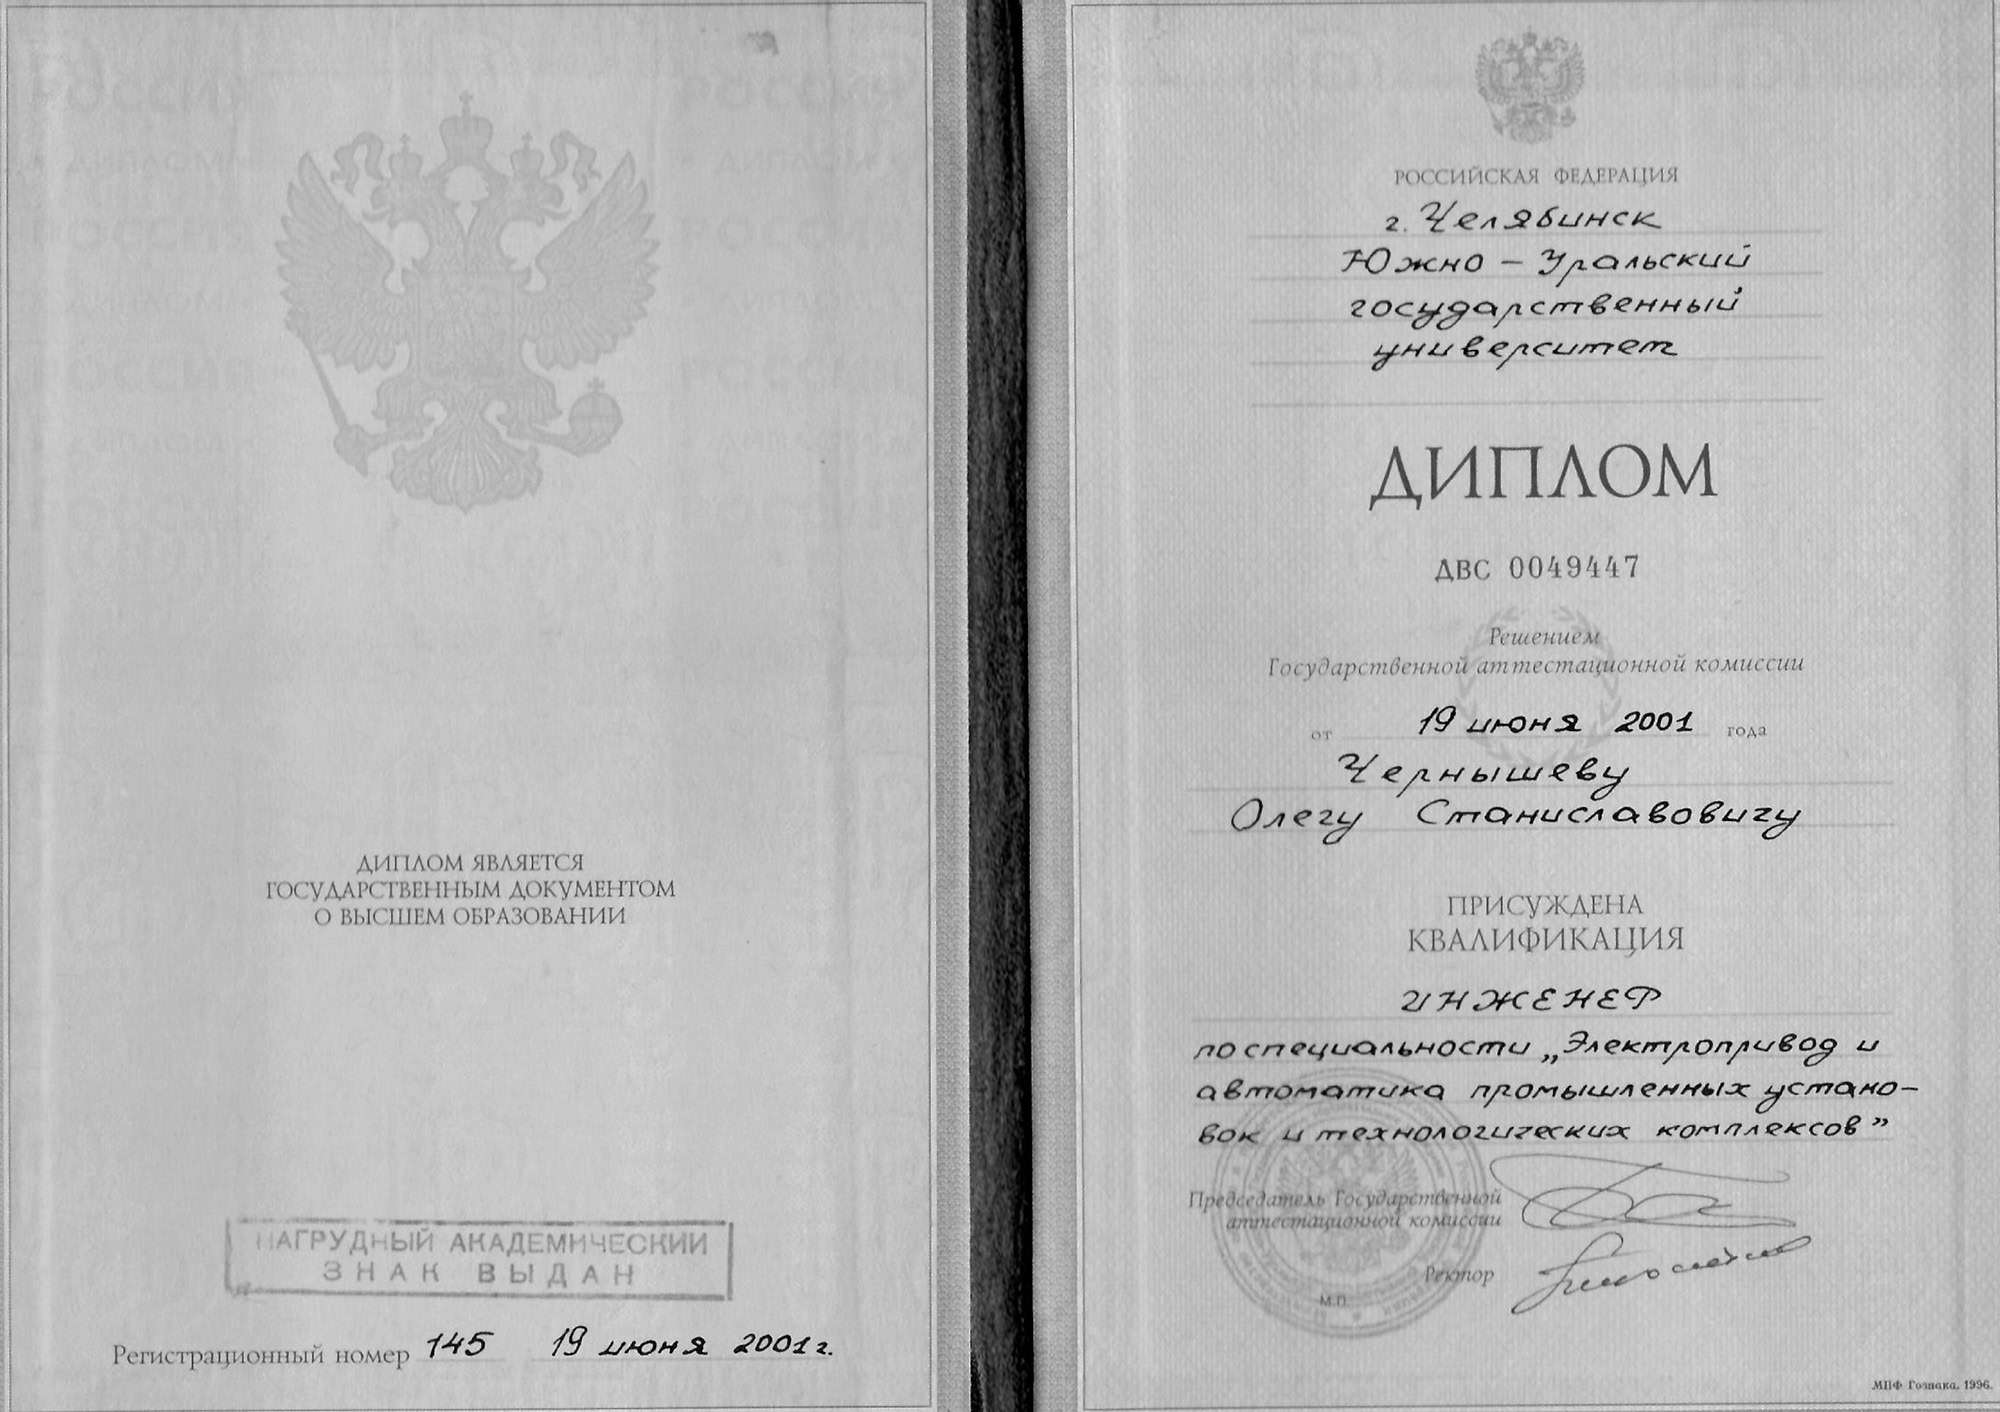 ДИПЛОМ ЯВЛЯЕТСЯ
ГОСУДАРСТВЕННЫМ ДОКУМЕНТОМ
О ВЫСШЕМ ОБРАЗОВАНИИ
НАГРУДНЫЙ АКАДЕМИЧЕСКИЙ
ЗНАК ВЫДАН
Регистрационный номер 145 19 июня 2001 г.
РОССИЙСКАЯ ФЕДЕРАЦИЯ
г. Челябинск
Южно - Уральский
государственный
университет
ДИПЛОМ
ДВС 0049447
Решением
Государственной аттестационной комиссии
от 19 июня 2001 года
Чернышеву
Олегу Станиславовичу
ПРИСУЖДЕНА
КВАЛИФИКАЦИЯ
ИНЖЕНЕР
по специальности „Электропривод и
автоматика промышленных устано-
вок и технологических комплексов”
Председатель Государственной
аттестационной комиссии
Ректор
М.П.
МПФ Гознака. 1996.